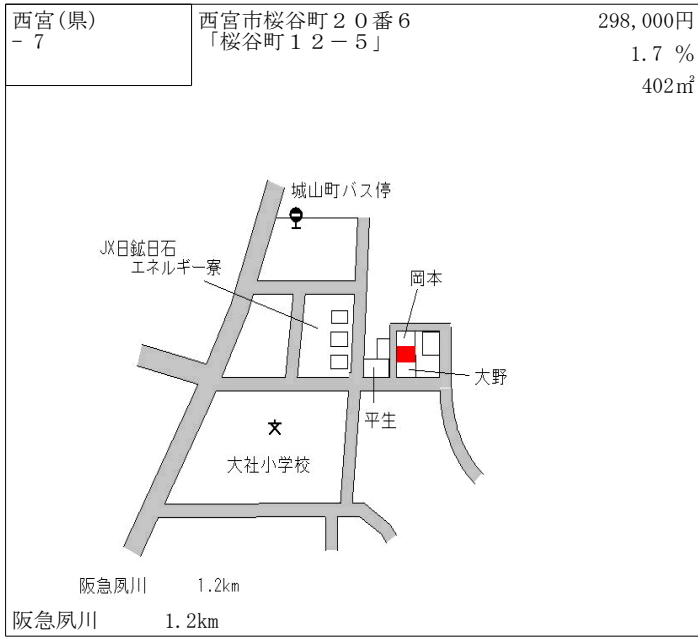 西宮(県)
－7
西宮市桜谷町２０番６
「桜谷町１２－５」
298,000円
1.7 %
402㎡
城山町バス停
JX日鉱日石
エネルギー寮
岡本
大野
平生
文
大社小学校
阪急夙川 1.2km
阪急夙川 1.2km